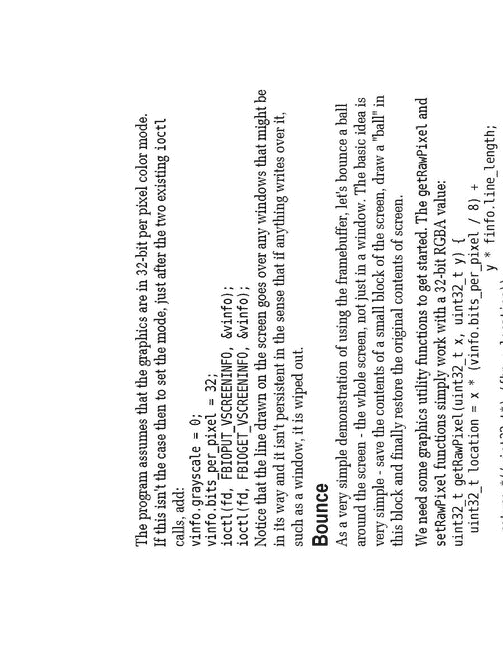 The program assumes that the graphics are in 32-bit per pixel color mode.
If this isn't the case then to set the mode, just after the two existing ioctl
calls, add:
vinfo.grayscale = 0;
vinfo.bits_per_pixel = 32;
ioctl(fd, FBIOPUT_VSCREENINFO, &vinfo);
ioctl(fd, FBIOGET_VSCREENINFO, &vinfo);
Notice that the line drawn on the screen goes over any windows that might be
in its way and it isn't persistent in the sense that if anything writes over it,
such as a window, it is wiped out.
Bounce
As a very simple demonstration of using the framebuffer, let's bounce a ball
around the screen - the whole screen, not just in a window. The basic idea is
very simple - save the contents of a small block of the screen, draw a "ball" in
this block and finally restore the original contents of screen.
We need some graphics utility functions to get started. The getRawPixel and
setRawPixel functions simply work with a 32-bit RGBA value:
uint32_t getRawPixel(uint32_t x, uint32_t y) {
uint32_t location = x * (vinfo.bits_per_pixel / 8) +
y * finfo.line_length;